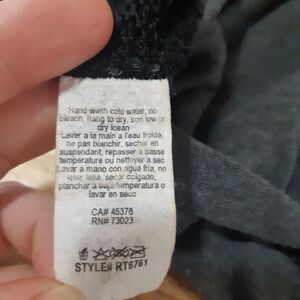 Hand wash cold water, no
bleach, hang to dry, iron low or
dry lcean
Laver a la main a l'eau froide,
ne pas blanchir, secher en
suspendant, repasser a basse
temperature ou nettoyer a sec
Lavar a mano con agua fria, no
usar lejia, secar colgado,
planchar a baja temperatura o
lavar en seco
CA# 45376
RN# 73023
STYLE# RT6761